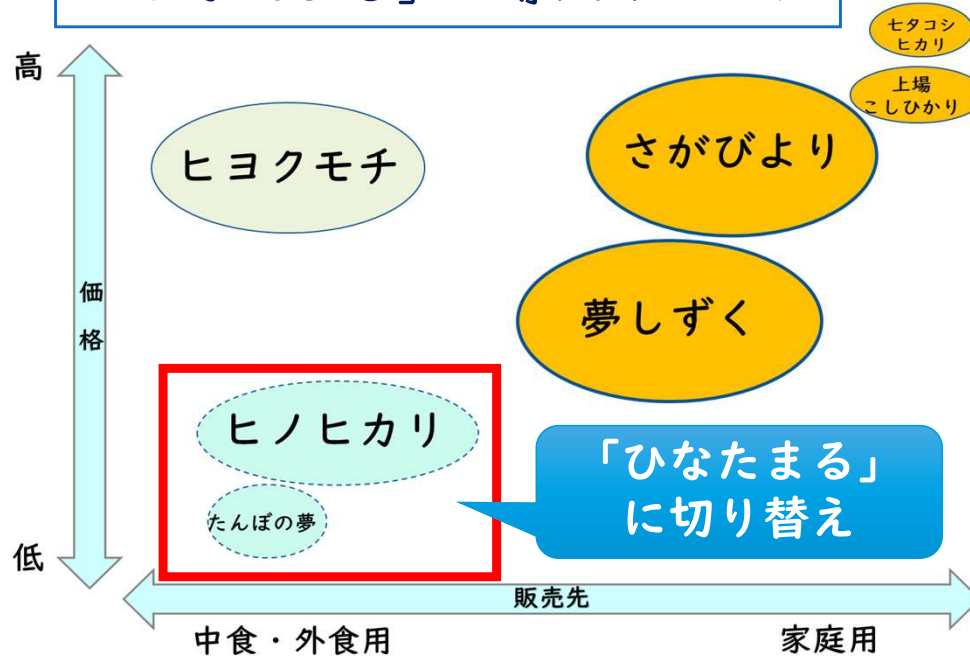 七夕コシ
ヒカリ
上場
こしひかり
高
ヒヨクモチ
さがびより
価
格
夢しずく
ヒノヒカリ
たんぼの夢
「ひなたまる」
に切り替え
低
販売先
中食・外食用
家庭用